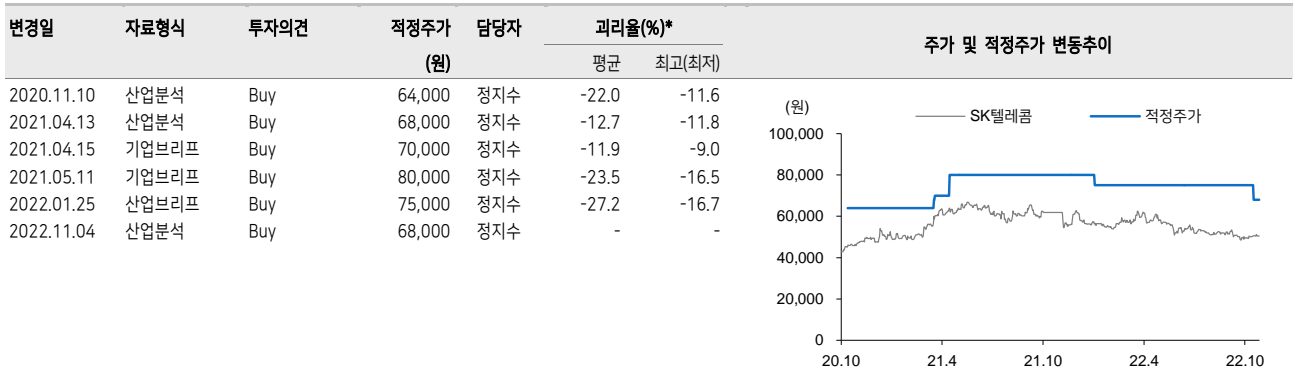 변경일 자료형식 투자의견 적정주가 담당자 괴리율(%)*
(원) 평균 최고(최저)
2020.11.10 산업분석 Buy 64,000 정지수 -22.0 -11.6
2021.04.13 산업분석 Buy 68,000 정지수 -12.7 -11.8
2021.04.15 기업브리프 Buy 70,000 정지수 -11.9 -9.0
2021.05.11 기업브리프 Buy 80,000 정지수 -23.5 -16.5
2022.01.25 산업브리프 Buy 75,000 정지수 -27.2 -16.7
2022.11.04 산업분석 Buy 68,000 정지수 - -
주가 및 적정주가 변동추이
(원)
SK텔레콤 적정주가
100,000
80,000
60,000
40,000
20,000
0
20.10 21.4 21.10 22.4 22.10